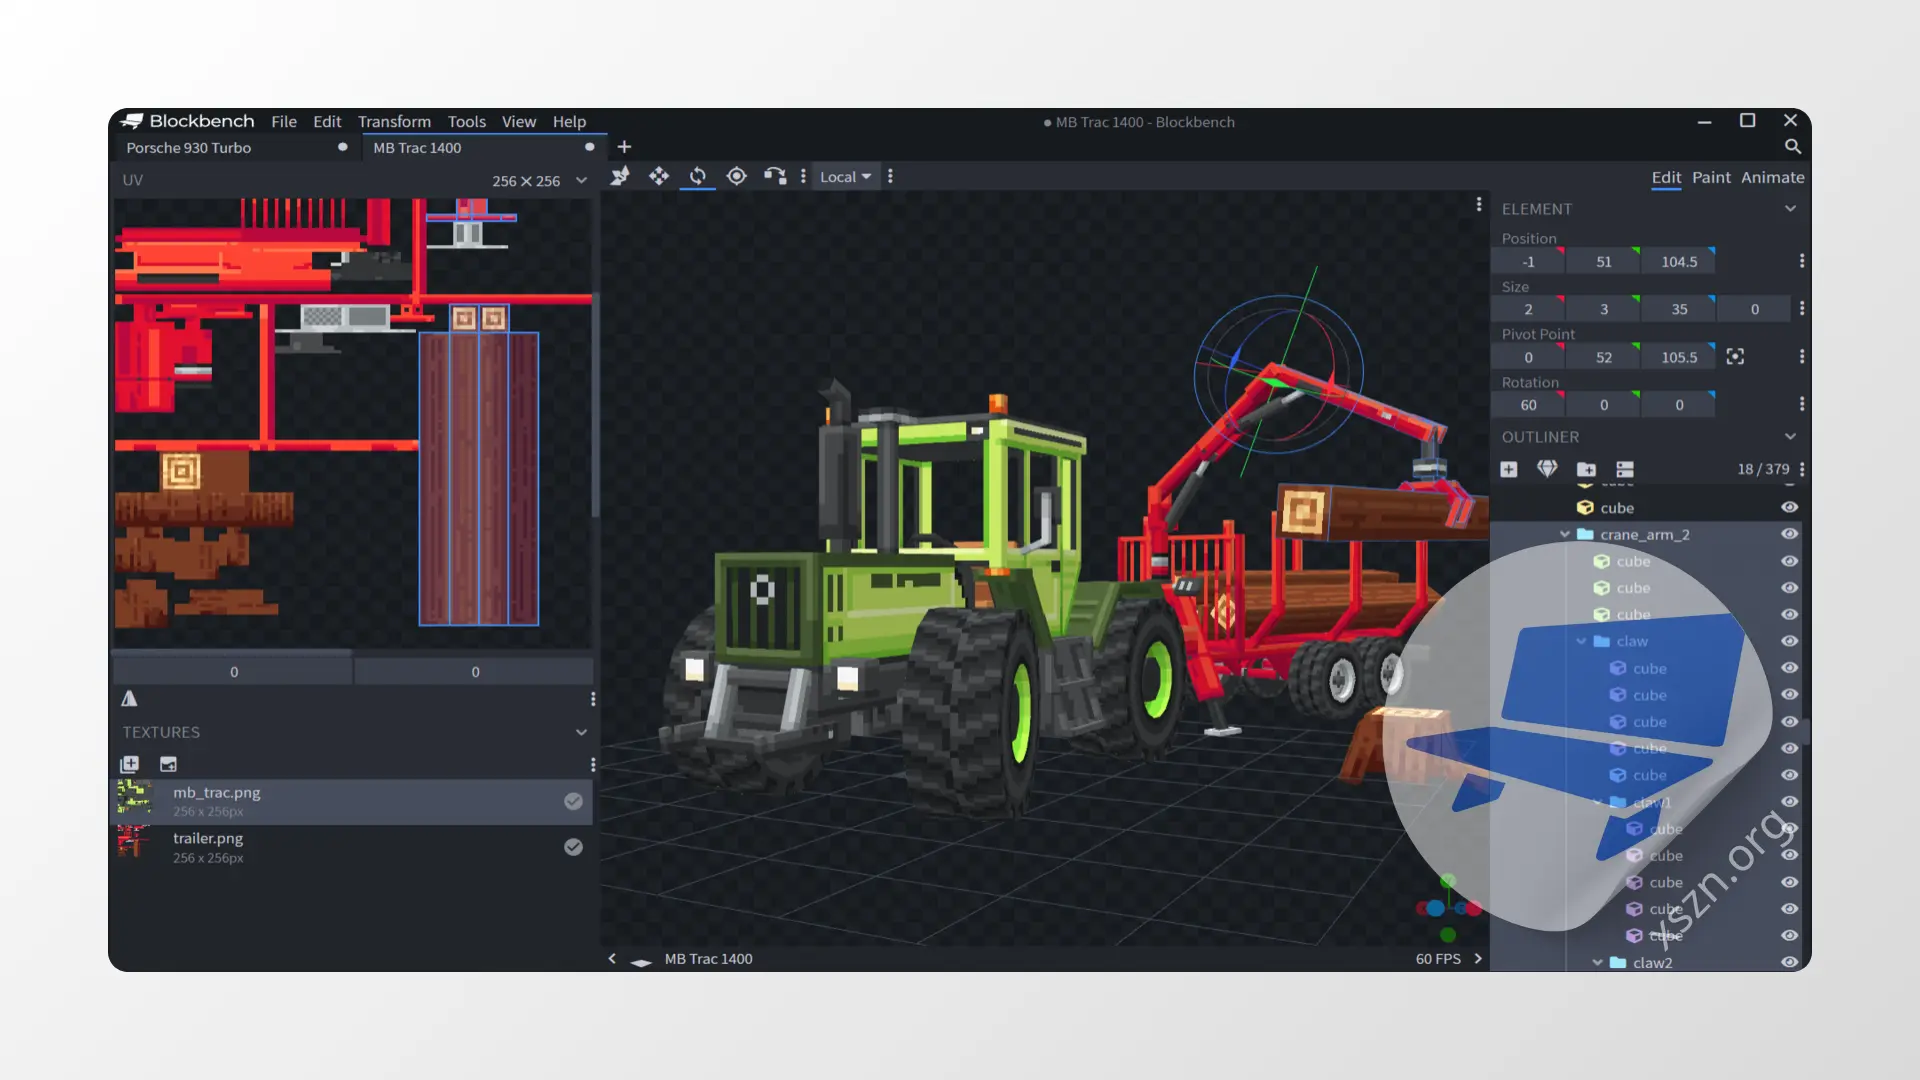 Blockbench File Edit Transform Tools View Help
MB Trac 1400 - Blockbench
Porsche 930 Turbo
MB Trac 1400
UV
256 × 256
Local
Edit Paint Animate
ELEMENT
Position
-1 51 104.5
Size
2 3 35 0
Pivot Point
0 52 105.5
Rotation
60 0 0
OUTLINER
18 / 379
cube
cube
crane_arm_2
cube
cube
cube
claw
cube
cube
cube
cube
cube
claw1
cube
cube
cube
cube
cube
claw2
0 0
TEXTURES
mb_trac.png
256 x 256px
trailer.png
256 x 256px
MB Trac 1400
60 FPS
xszn.org